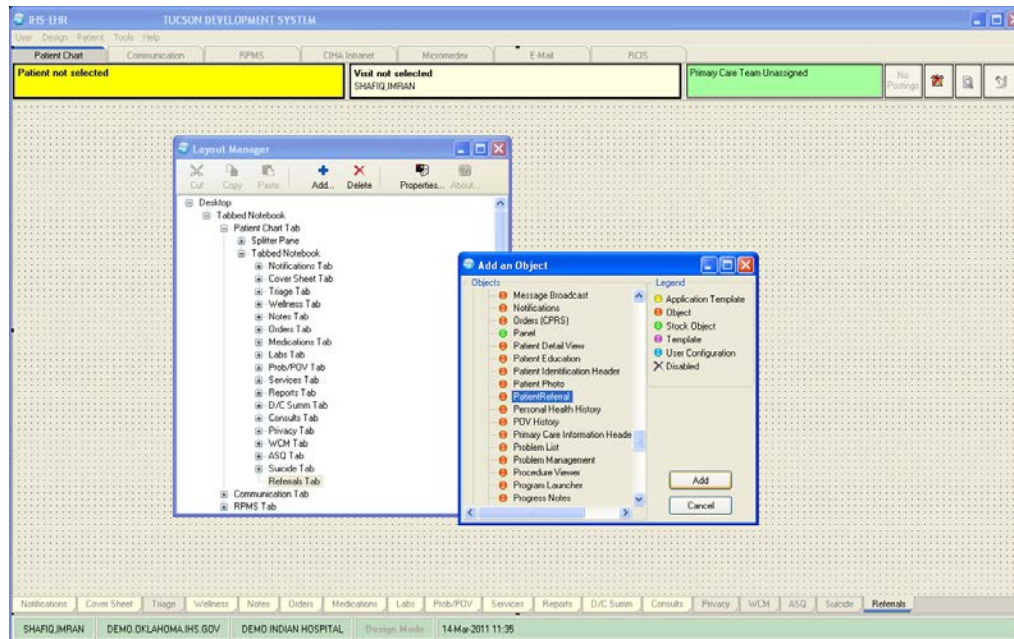 IHS-EHR TUCSON DEVELOPMENT SYSTEM
User Design Patient Tools Help
Patient Chart Communication RPMS CIHA Intranet Micromedex E-Mail RCIS
Patient not selected
Visit not selected
SHAFIQ,IMRAN
Primary Care Team Unassigned
No
Postings
Layout Manager
Cut Copy Paste Add... Delete Properties... About...
Desktop
Tabbed Notebook
Patient Chart Tab
Splitter Pane
Tabbed Notebook
Notifications Tab
Cover Sheet Tab
Triage Tab
Wellness Tab
Notes Tab
Orders Tab
Medications Tab
Labs Tab
Prob/POV Tab
Services Tab
Reports Tab
D/C Summ Tab
Consults Tab
Privacy Tab
WCM Tab
ASQ Tab
Suicide Tab
Referrals Tab
Communication Tab
RPMS Tab
Add an Object
Objects
Message Broadcast
Notifications
Orders (CPRS)
Panel
Patient Detail View
Patient Education
Patient Identification Header
Patient Photo
PatientReferral
Personal Health History
POV History
Primary Care Information Heade
Problem List
Problem Management
Procedure Viewer
Program Launcher
Progress Notes
Legend
Application Template
Object
Stock Object
Template
User Configuration
Disabled
Add
Cancel
Notifications Cover Sheet Triage Wellness Notes Orders Medications Labs Prob/POV Services Reports D/C Summ Consults Privacy WCM ASQ Suicide Referrals
SHAFIQ,IMRAN DEMO.OKLAHOMA.IHS.GOV DEMO INDIAN HOSPITAL Design Mode 14-Mar-2011 11:35